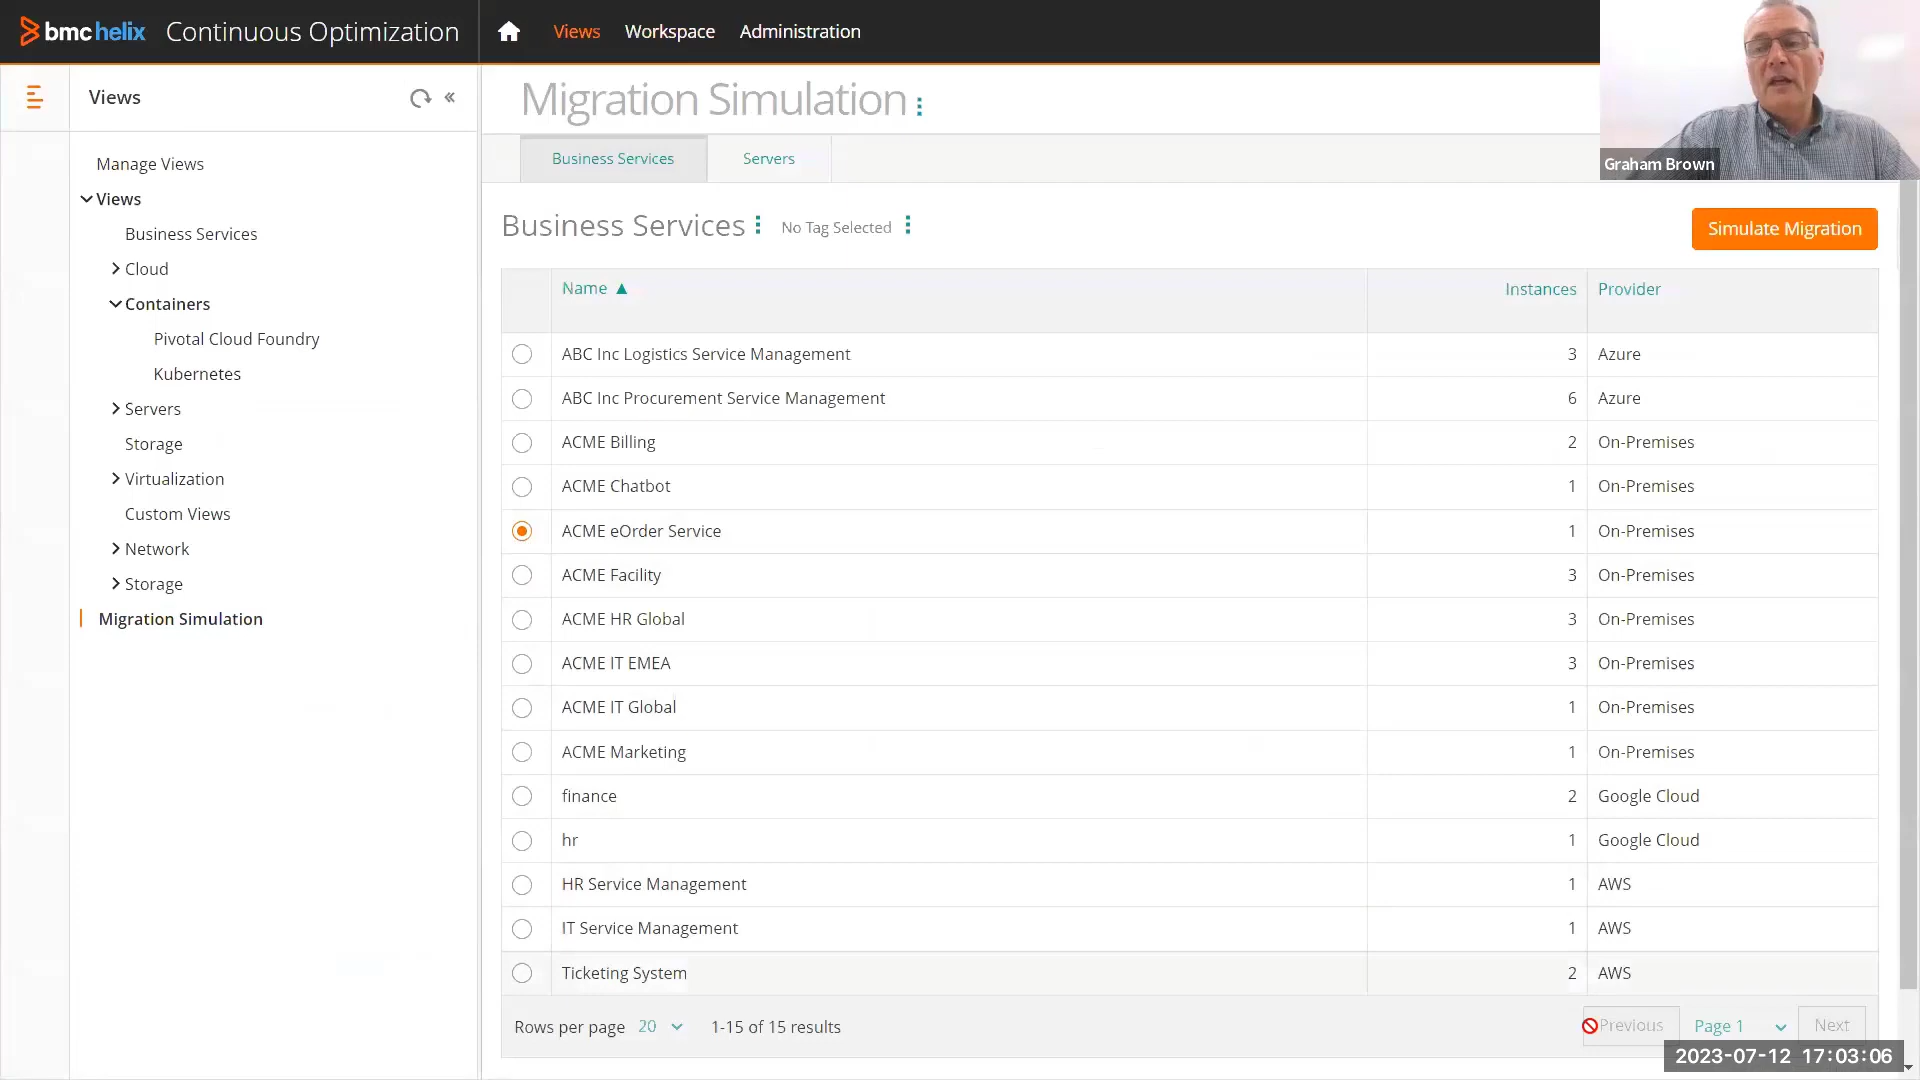 bmc helix Continuous Optimization Views Workspace Administration
Graham Brown
Views
Manage Views
Views
Business Services
Cloud
Containers
Pivotal Cloud Foundry
Kubernetes
Servers
Storage
Virtualization
Custom Views
Network
Storage
Migration Simulation
Migration Simulation
Business Services Servers
Business Services No Tag Selected Simulate Migration
Name Instances Provider
ABC Inc Logistics Service Management 3 Azure
ABC Inc Procurement Service Management 6 Azure
ACME Billing 2 On-Premises
ACME Chatbot 1 On-Premises
ACME eOrder Service 1 On-Premises
ACME Facility 3 On-Premises
ACME HR Global 3 On-Premises
ACME IT EMEA 3 On-Premises
ACME IT Global 1 On-Premises
ACME Marketing 1 On-Premises
finance 2 Google Cloud
hr 1 Google Cloud
HR Service Management 1 AWS
IT Service Management 1 AWS
Ticketing System 2 AWS
Rows per page 20 1-15 of 15 results Previous Page 1 Next
2023-07-12 17:03:06